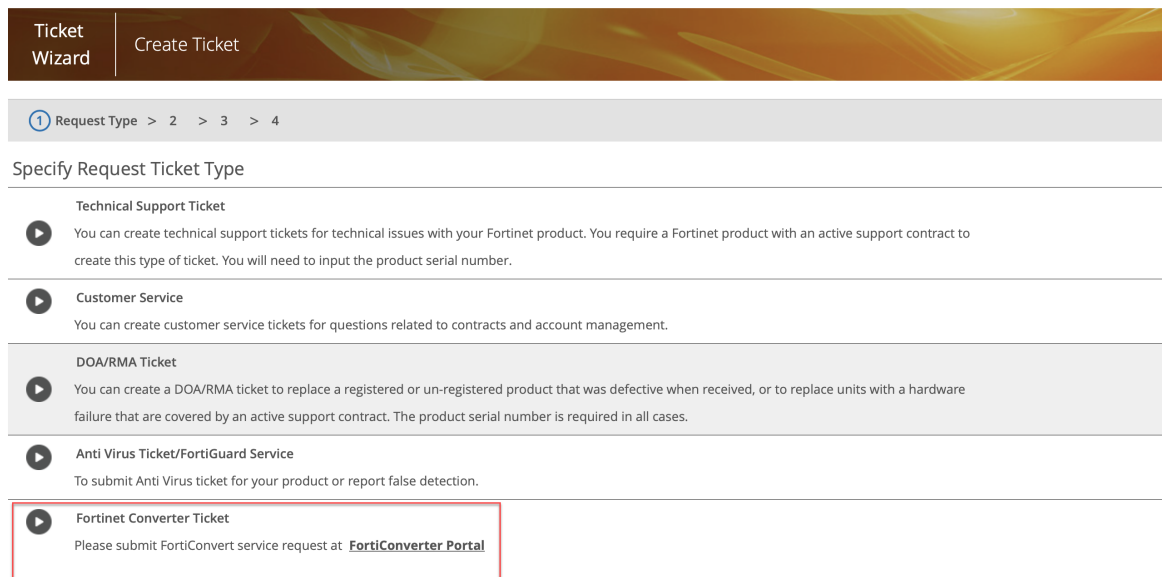 Ticket
Wizard
Create Ticket
1 Request Type > 2 > 3 > 4
Specify Request Ticket Type
Technical Support Ticket
You can create technical support tickets for technical issues with your Fortinet product. You require a Fortinet product with an active support contract to
create this type of ticket. You will need to input the product serial number.
Customer Service
You can create customer service tickets for questions related to contracts and account management.
DOA/RMA Ticket
You can create a DOA/RMA ticket to replace a registered or un-registered product that was defective when received, or to replace units with a hardware
failure that are covered by an active support contract. The product serial number is required in all cases.
Anti Virus Ticket/FortiGuard Service
To submit Anti Virus ticket for your product or report false detection.
Fortinet Converter Ticket
Please submit FortiConvert service request at FortiConverter Portal